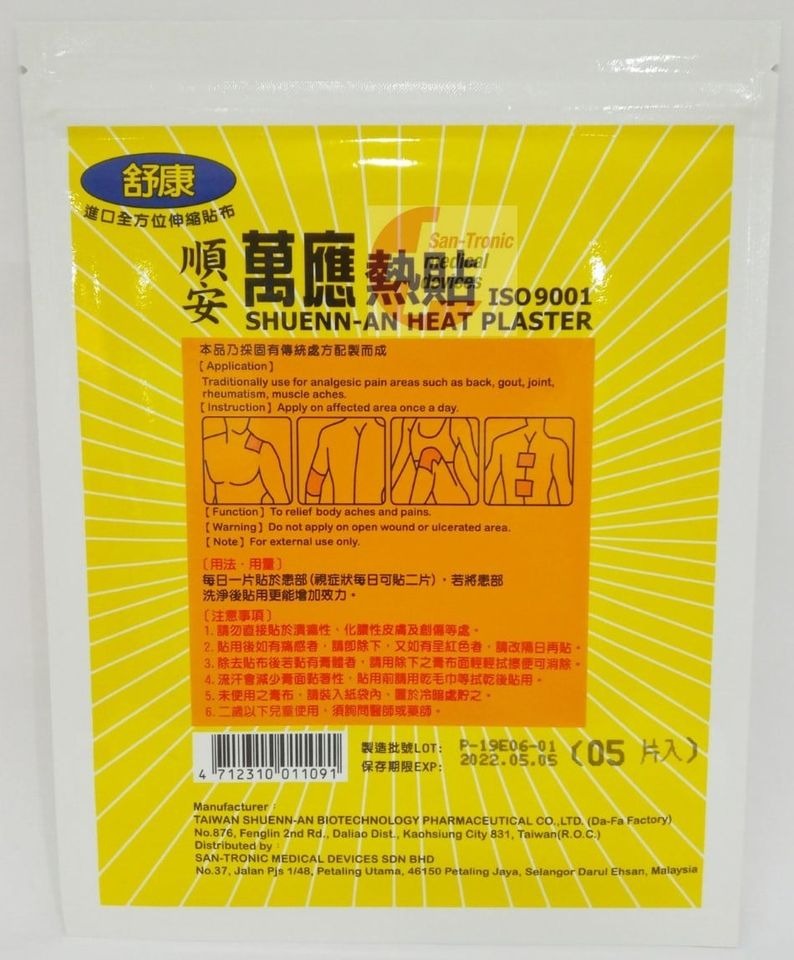 舒康
進口全方位伸縮貼布
順安 萬應熱貼 ISO9001
San-Tronic
medical
devices
SHUENN-AN HEAT PLASTER
本品乃採固有傳統處方配製而成
[Application]
Traditionally use for analgesic pain areas such as back, gout, joint,
rheumatism, muscle aches.
[Instruction] Apply on affected area once a day.
[Function] To relief body aches and pains.
[Warning] Do not apply on open wound or ulcerated area.
[Note] For external use only.
〔用法・用量〕
每日一片貼於患部(視症狀每日可貼二片)，若將患部
洗淨後貼用更能增加效力。
〔注意事項〕
1. 請勿直接貼於潰瘍性、化膿性皮膚及創傷等處。
2. 貼用後如有痛感者，請即除下，又如有呈紅色者，請改隔日再貼。
3. 除去貼布後若黏有膏體者，請用除下之膏布面輕輕拭擦便可消除。
4. 流汗會減少膏面黏著性，貼用前請用乾毛巾等拭乾後貼用。
5. 未使用之膏布，請裝入紙袋內，置於冷暗處貯之。
6. 二歲以下兒童使用，須詢問醫師或藥師。
製造批號LOT: P-19E06-01
保存期限EXP: 2022.05.05
(05 片入)
4 712310 011091
Manufacturer :
TAIWAN SHUENN-AN BIOTECHNOLOGY PHARMACEUTICAL CO.,LTD. (Da-Fa Factory)
No.876, Fenglin 2nd Rd., Daliao Dist., Kaohsiung City 831, Taiwan(R.O.C.)
Distributed by :
SAN-TRONIC MEDICAL DEVICES SDN BHD
No.37, Jalan Pjs 1/48, Petaling Utama, 46150 Petaling Jaya, Selangor Darul Ehsan, Malaysia